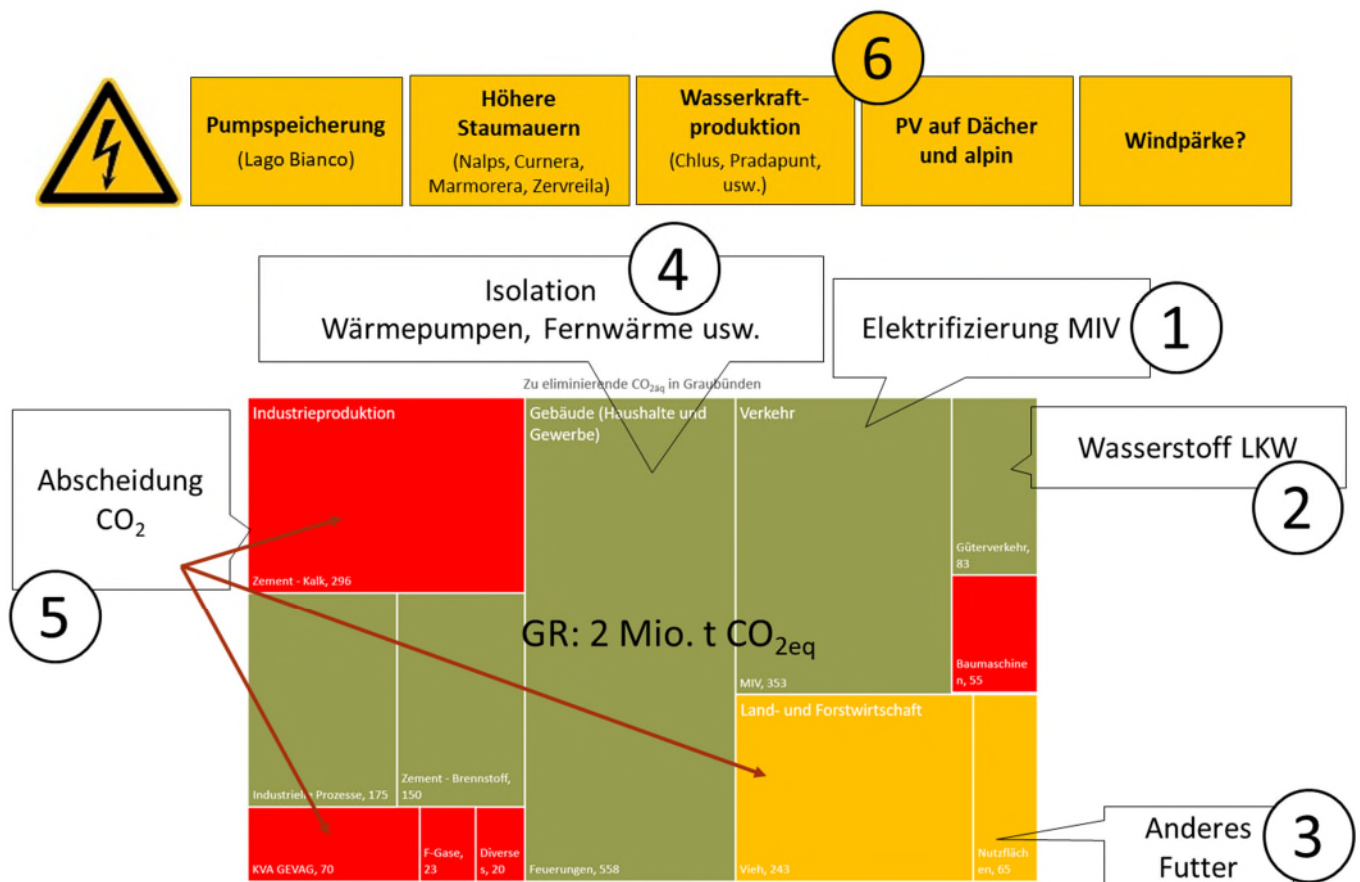 6
Pumpspeicherung
(Lago Bianco)
Höhere
Staumauern
(Nalps, Curnera,
Marmorera, Zervreila)
Wasserkraft-
produktion
(Chlus, Pradapunt,
usw.)
PV auf Dächer
und alpin
Windpärke?
4
Isolation
Wärmepumpen, Fernwärme usw.
Elektrifizierung MIV
1
Zu eliminierende CO2äq in Graubünden
Abscheidung
CO2
5
Industrieproduktion
Zement - Kalk, 296
Industrielle Prozesse, 175
Zement - Brennstoff,
150
KVA GEVAG, 70
F-Gase,
23
Diverse
s, 20
Gebäude (Haushalte und
Gewerbe)
Feuerungen, 558
Verkehr
MIV, 353
Güterverkehr,
83
Baumaschine
n, 55
Wasserstoff LKW
2
GR: 2 Mio. t CO2eq
Land- und Forstwirtschaft
Vieh, 243
Nutzfläch
en, 65
Anderes
Futter
3